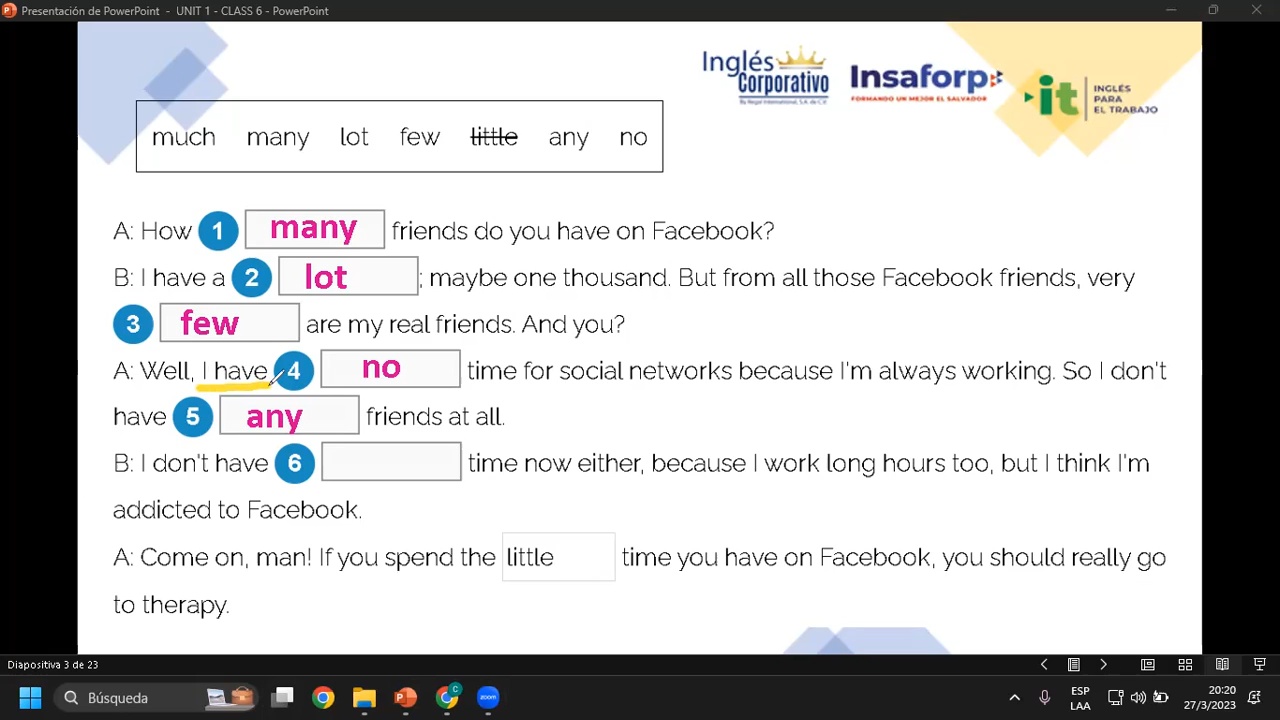 Presentación de PowerPoint - UNIT 1 - CLASS 6 - PowerPoint
Inglés Corporativo
By Regal International, S.A. de C.V.
Insaforp
FORMANDO UN MEJOR EL SALVADOR
it INGLÉS PARA EL TRABAJO
much many lot few little any no
A: How 1 many friends do you have on Facebook?
B: I have a 2 lot ; maybe one thousand. But from all those Facebook friends, very
3 few are my real friends. And you?
A: Well, I have 4 no time for social networks because I'm always working. So I don't
have 5 any friends at all.
B: I don't have 6 time now either, because I work long hours too, but I think I'm
addicted to Facebook.
A: Come on, man! If you spend the little time you have on Facebook, you should really go
to therapy.
Diapositiva 3 de 23
Búsqueda
zoom
ESP
LAA
20:20
27/3/2023